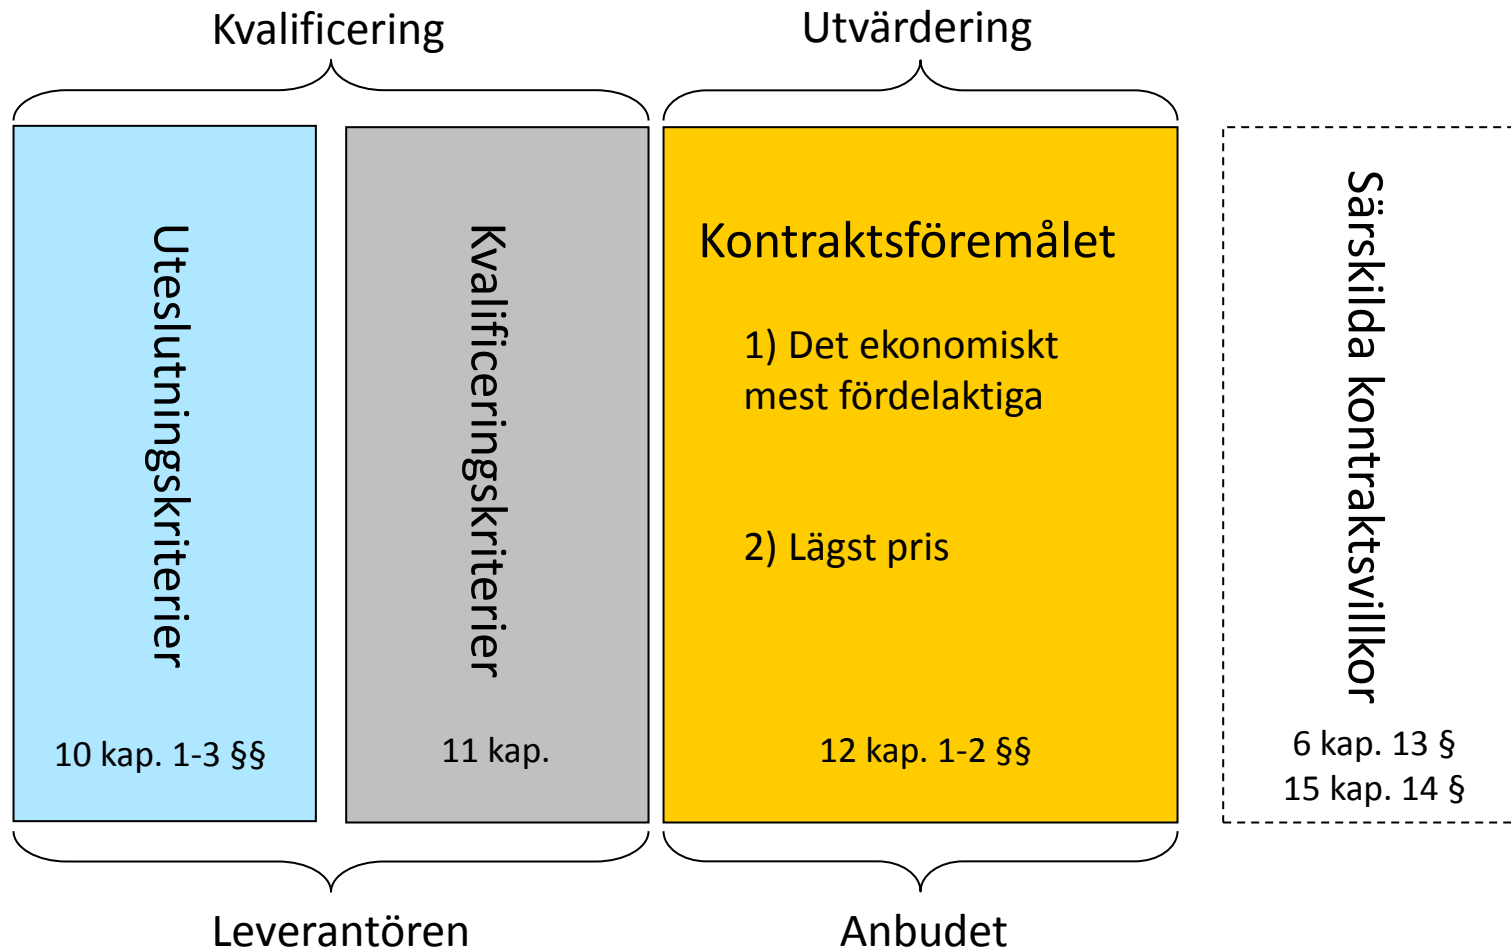 Kvalificering
Utvärdering
Uteslutningskriterier
10 kap. 1-3 §§
Kvalificeringskriterier
11 kap.
Kontraktsföremålet
1) Det ekonomiskt
mest fördelaktiga
2) Lägst pris
12 kap. 1-2 §§
Särskilda kontraktsvillkor
6 kap. 13 §
15 kap. 14 §
Leverantören
Anbudet